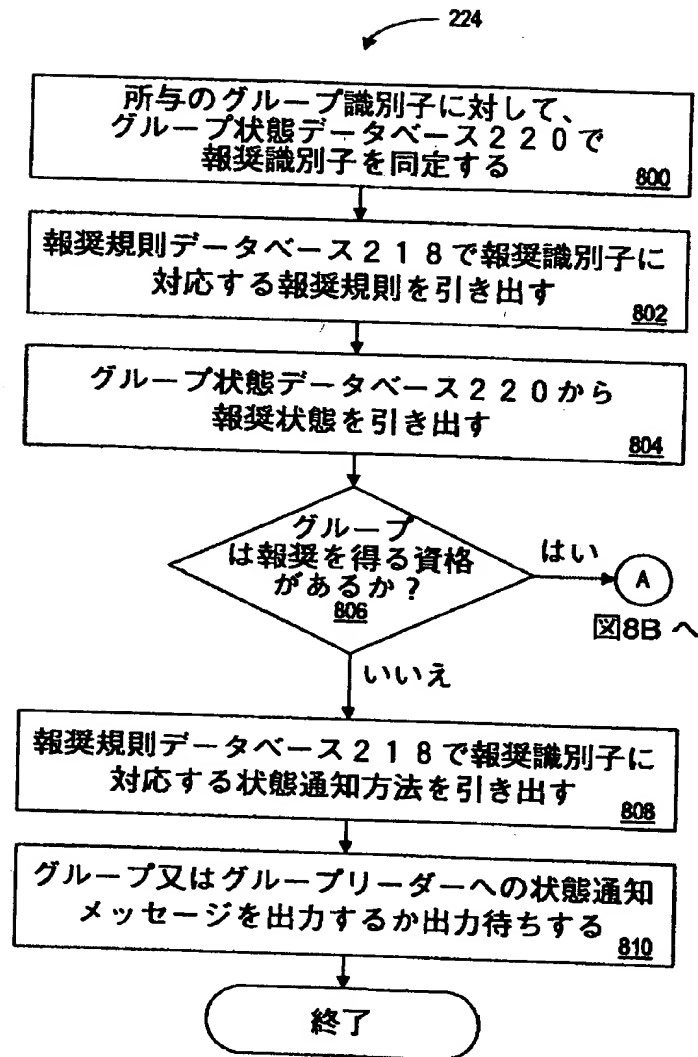 224
所与のグループ識別子に対して、
グループ状態データベース２２０で
報奨識別子を同定する
800
報奨規則データベース２１８で報奨識別子に
対応する報奨規則を引き出す
802
グループ状態データベース２２０から
報奨状態を引き出す
804
グループ
は報奨を得る資格
があるか？
806
はい
A
図8B へ
いいえ
報奨規則データベース２１８で報奨識別子に
対応する状態通知方法を引き出す
808
グループ又はグループリーダーへの状態通知
メッセージを出力するか出力待ちする
810
終了